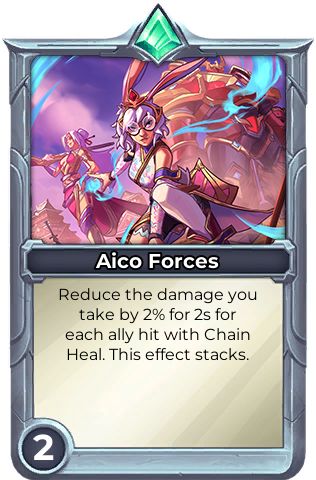 Aico Forces
Reduce the damage you
take by 2% for 2s for
each ally hit with Chain
Heal. This effect stacks.
2